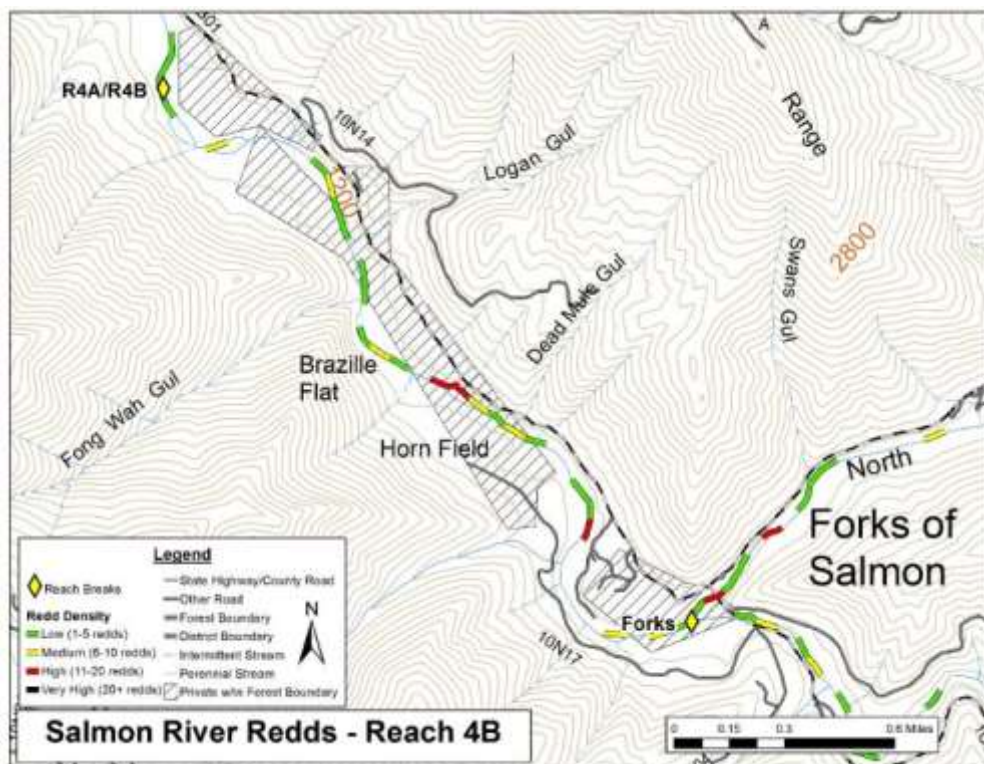 A
R4A/R4B
10N14
Logan Gul
Range
1200
2800
Swans Gul
Dead Mule Gul
Brazille
Flat
Fong Wah Gul
Horn Field
North
Forks of
Salmon
Forks
10N17
Legend
Reach Breaks
Redd Density
Low (1-5 redds)
Medium (6-10 redds)
High (11-20 redds)
Very High (20+ redds)
State Highway/County Road
Other Road
Forest Boundary
District Boundary
Intermittent Stream
Perennial Stream
Private w/in Forest Boundary
N
Salmon River Redds - Reach 4B
0 0.15 0.3 0.6 Miles